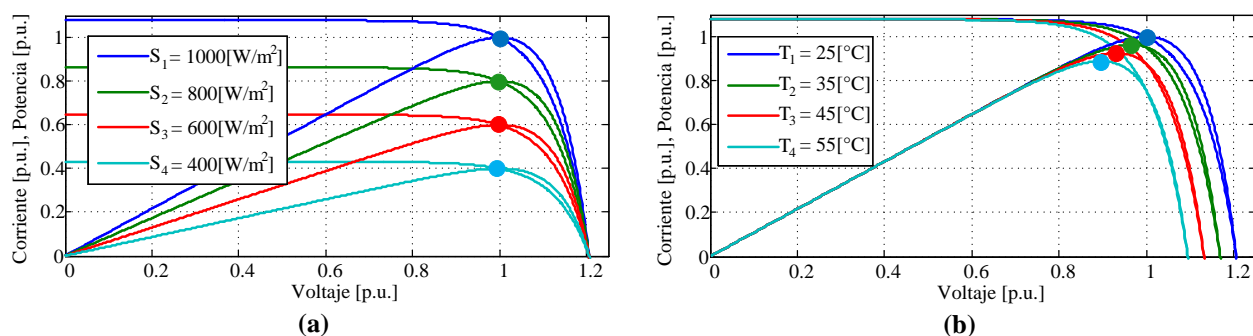 Corriente [p.u.], Potencia [p.u.]
1
0.8
0.6
0.4
0.2
0
S₁ = 1000[W/m²]
S₂ = 800[W/m²]
S₃ = 600[W/m²]
S₄ = 400[W/m²]
0 0.2 0.4 0.6 0.8 1 1.2
Voltaje [p.u.]
(a)
Corriente [p.u.], Potencia [p.u.]
1
0.8
0.6
0.4
0.2
0
T₁ = 25[°C]
T₂ = 35[°C]
T₃ = 45[°C]
T₄ = 55[°C]
0 0.2 0.4 0.6 0.8 1 1.2
Voltaje [p.u.]
(b)